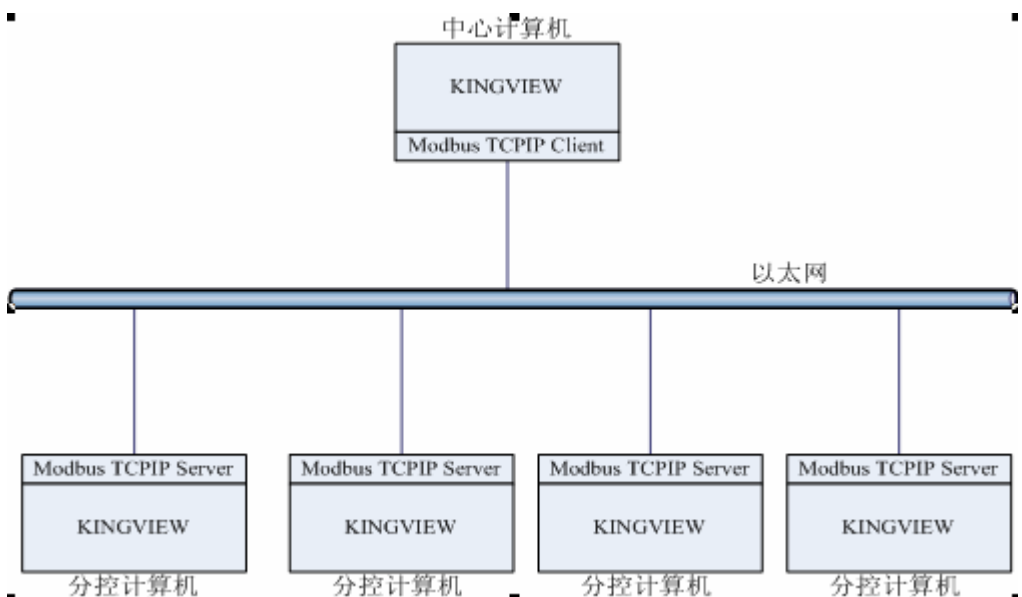 中心计算机
KINGVIEW
Modbus TCPIP Client
以太网
Modbus TCPIP Server
Modbus TCPIP Server
Modbus TCPIP Server
Modbus TCPIP Server
KINGVIEW
KINGVIEW
KINGVIEW
KINGVIEW
分控计算机
分控计算机
分控计算机
分控计算机